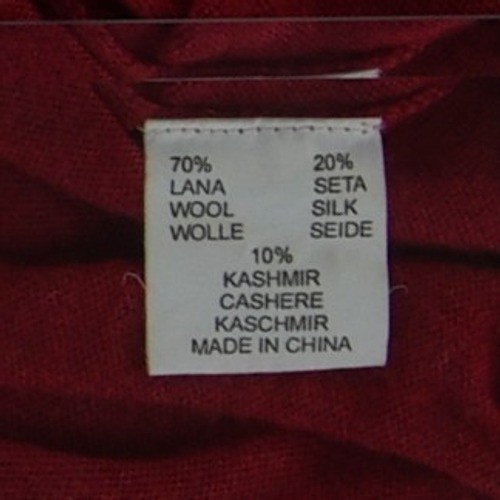 70% 20%
LANA SETA
WOOL SILK
WOLLE SEIDE
10%
KASHMIR
CASHERE
KASCHMIR
MADE IN CHINA